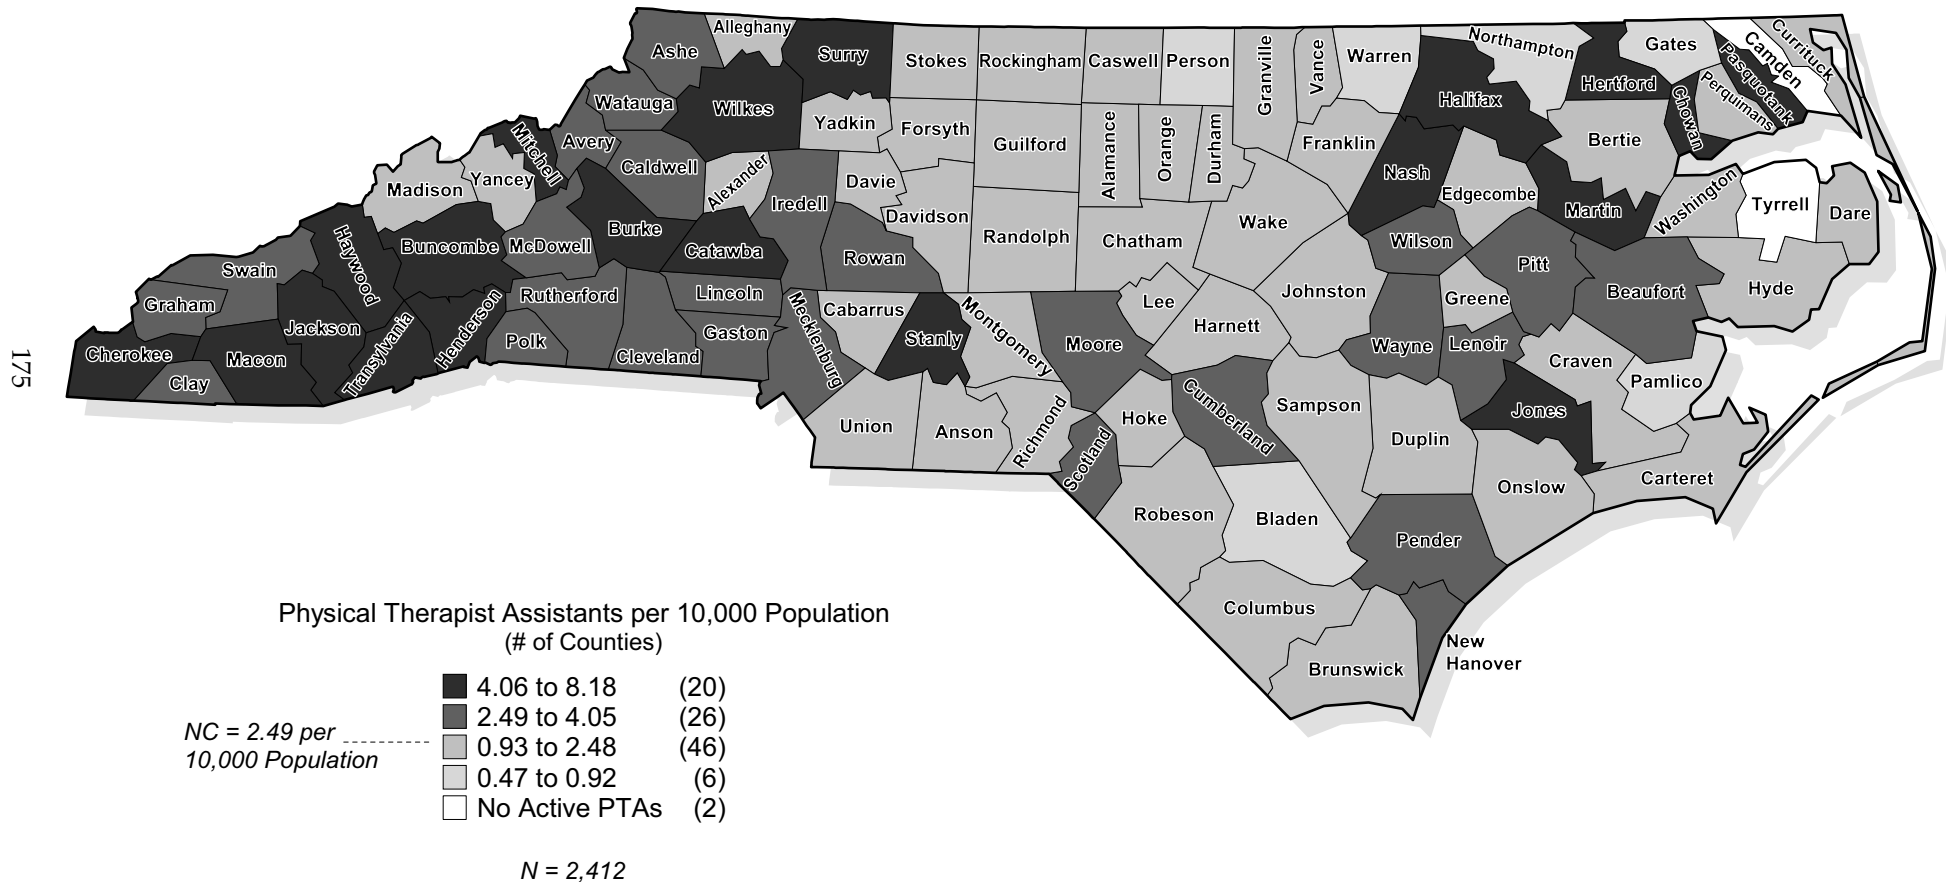 Alleghany
Ashe
Surry
Stokes
Rockingham
Caswell
Person
Granville
Vance
Warren
Northampton
Gates
Camden
Currituck
Pasquotank
Perquimans
Hertford
Halifax
Chowan
Watauga
Wilkes
Yadkin
Forsyth
Guilford
Alamance
Orange
Durham
Franklin
Bertie
Nash
Edgecombe
Martin
Washington
Tyrrell
Dare
Mitchell
Avery
Caldwell
Alexander
Iredell
Davie
Davidson
Randolph
Chatham
Wake
Madison
Yancey
Wilson
Pitt
Beaufort
Hyde
Haywood
Buncombe
McDowell
Burke
Catawba
Rowan
Swain
Graham
Jackson
Rutherford
Lincoln
Cabarrus
Stanly
Montgomery
Moore
Lee
Harnett
Johnston
Greene
Wayne
Lenoir
Craven
Pamlico
Cherokee
Clay
Macon
Transylvania
Henderson
Polk
Cleveland
Gaston
Mecklenburg
Union
Anson
Richmond
Scotland
Hoke
Cumberland
Sampson
Duplin
Jones
Onslow
Carteret
Robeson
Bladen
Pender
Columbus
Brunswick
New
Hanover
175
Physical Therapist Assistants per 10,000 Population
(# of Counties)
4.06 to 8.18 (20)
2.49 to 4.05 (26)
0.93 to 2.48 (46)
0.47 to 0.92 (6)
No Active PTAs (2)
NC = 2.49 per
10,000 Population
N = 2,412